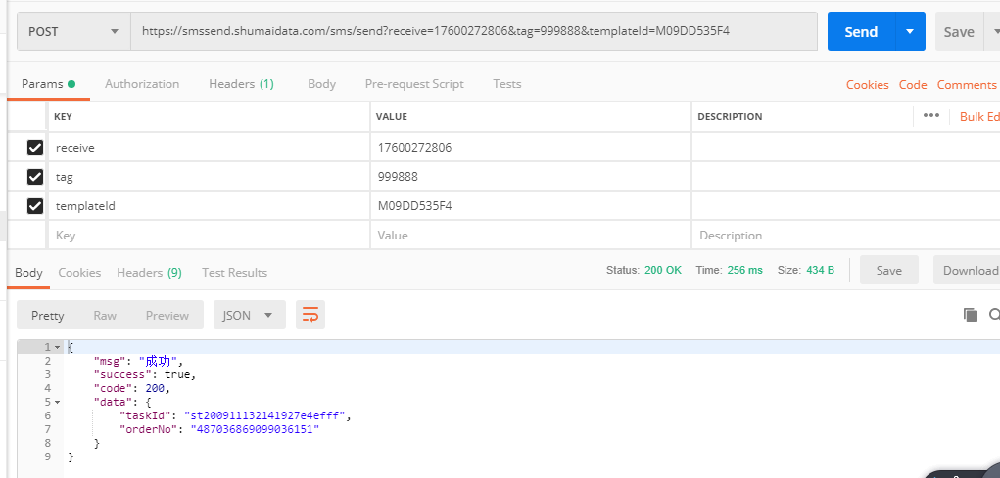 POST https://smssend.shumaidata.com/sms/send?receive=17600272806&tag=999888&templateId=M09DD535F4 Send Save
Params Authorization Headers (1) Body Pre-request Script Tests Cookies Code Comments
KEY VALUE DESCRIPTION ••• Bulk Ed
receive 17600272806
tag 999888
templateId M09DD535F4
Key Value Description
Body Cookies Headers (9) Test Results Status: 200 OK Time: 256 ms Size: 434 B Save Download
Pretty Raw Preview JSON
1 {
2 "msg": "成功",
3 "success": true,
4 "code": 200,
5 "data": {
6 "taskId": "st200911132141927e4efff",
7 "orderNo": "487036869099036151"
8 }
9 }